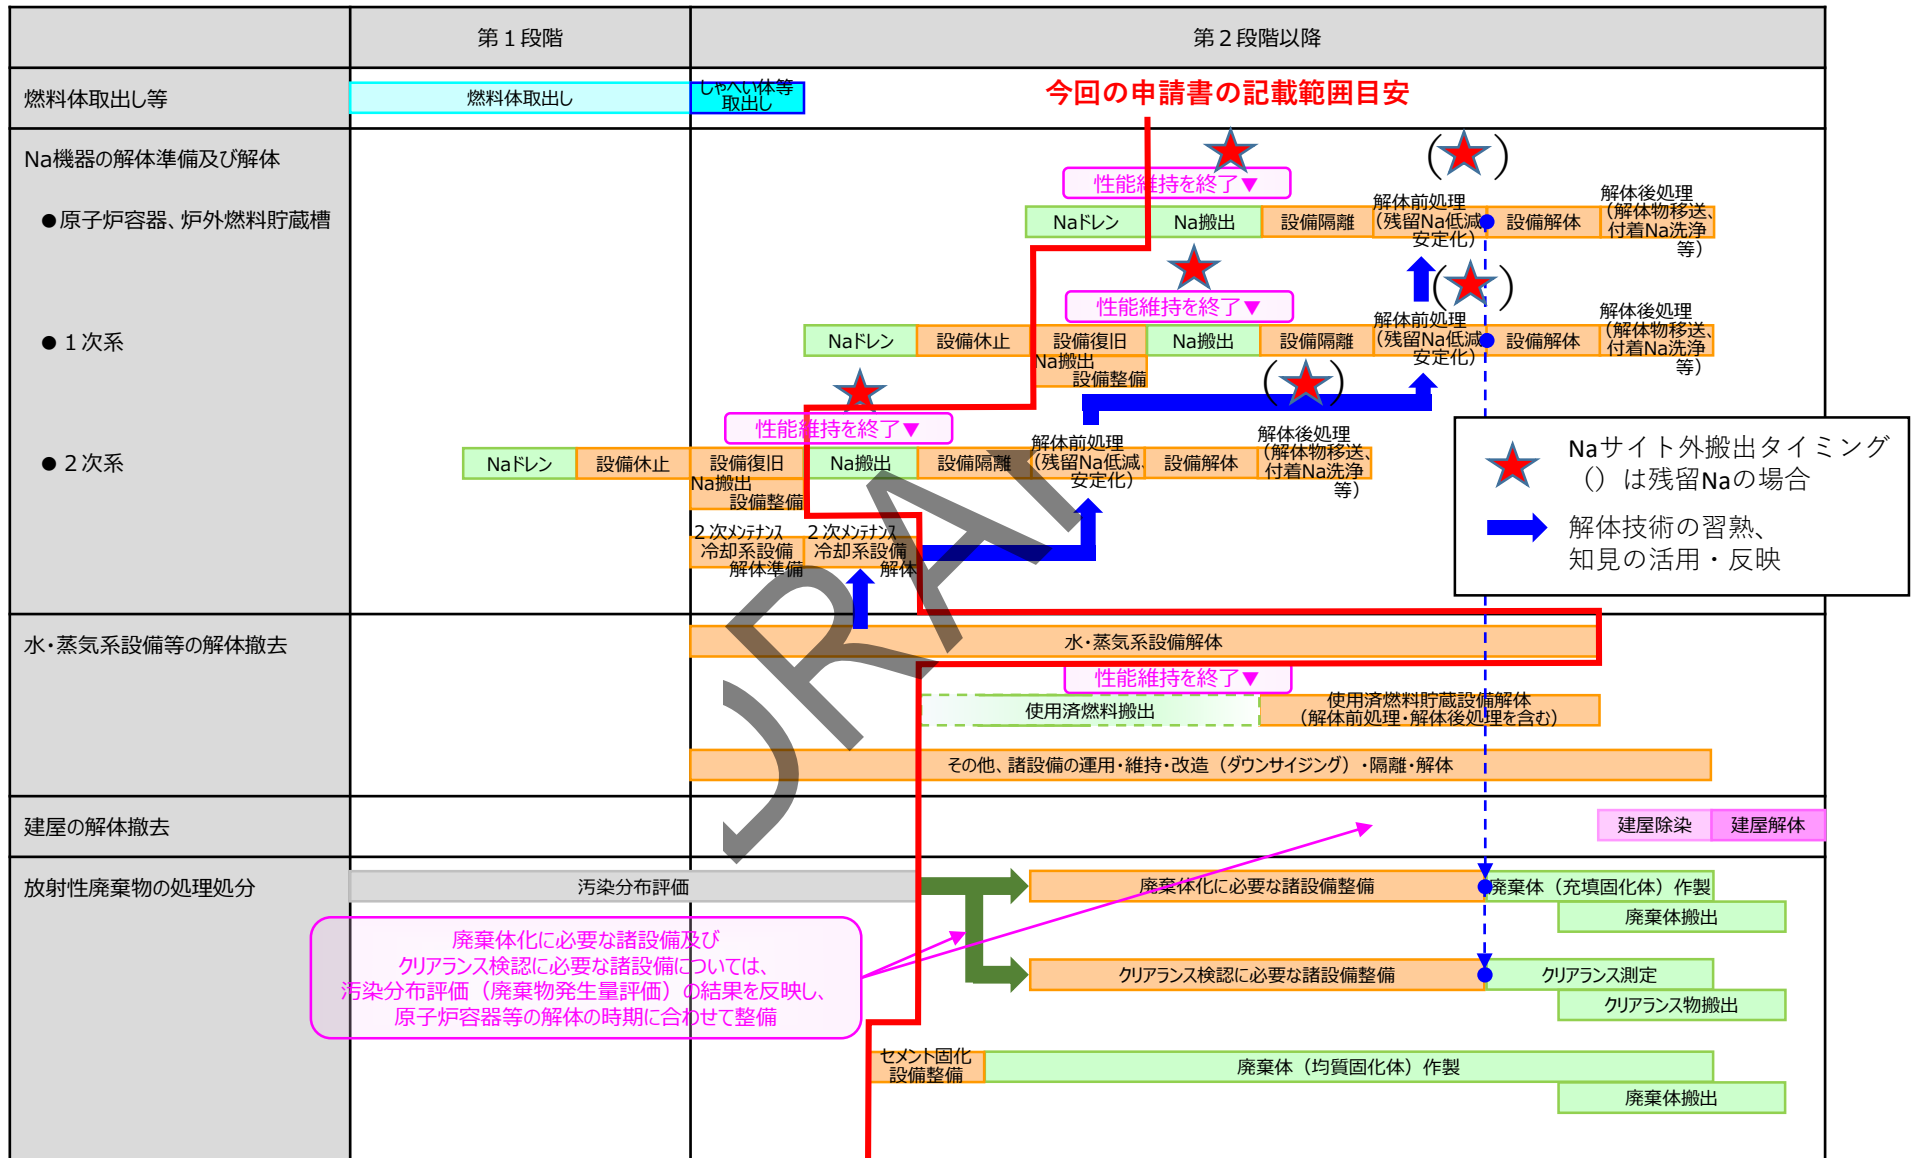 第１段階
第２段階以降
燃料体取出し等
燃料体取出し
しゃへい体等
取出し
今回の申請書の記載範囲目安
Na機器の解体準備及び解体
性能維持を終了▼
( )
●原子炉容器、炉外燃料貯蔵槽
Naドレン
Na搬出
設備隔離
解体前処理
(残留Na低減
安定化)
設備解体
解体後処理
(解体物移送、
付着Na洗浄
等)
性能維持を終了▼
( )
●１次系
Naドレン
設備休止
設備復旧
Na搬出
設備整備
Na搬出
設備隔離
解体前処理
(残留Na低減
安定化)
設備解体
解体後処理
(解体物移送、
付着Na洗浄
等)
性能維持を終了▼
( )
●２次系
Naドレン
設備休止
設備復旧
Na搬出
設備整備
Na搬出
設備隔離
解体前処理
(残留Na低減、
安定化)
設備解体
解体後処理
(解体物移送、
付着Na洗浄
等)
２次メンテナンス
冷却系設備
解体準備
２次メンテナンス
冷却系設備
解体
Naサイト外搬出タイミング
（）は残留Naの場合
解体技術の習熟、
知見の活用・反映
水・蒸気系設備等の解体撤去
水・蒸気系設備解体
性能維持を終了▼
使用済燃料搬出
使用済燃料貯蔵設備解体
(解体前処理・解体後処理を含む)
その他、諸設備の運用・維持・改造（ダウンサイジング）・隔離・解体
建屋の解体撤去
建屋除染
建屋解体
放射性廃棄物の処理処分
汚染分布評価
廃棄体化に必要な諸設備整備
廃棄体（充填固化体）作製
廃棄体搬出
廃棄体化に必要な諸設備及び
クリアランス検認に必要な諸設備については、
汚染分布評価（廃棄物発生量評価）の結果を反映し、
原子炉容器等の解体の時期に合わせて整備
クリアランス検認に必要な諸設備整備
クリアランス測定
クリアランス物搬出
セメント固化
設備整備
廃棄体（均質固化体）作製
廃棄体搬出